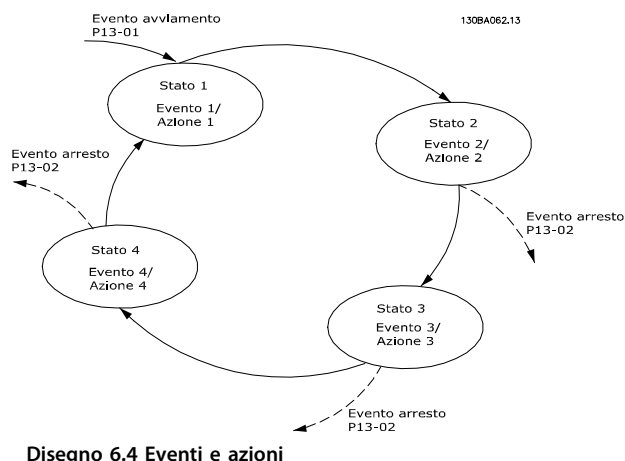 Evento avviamento
P13-01
130BA062.13
Stato 1
Evento 1/
Azione 1
Stato 2
Evento 2/
Azione 2
Evento arresto
P13-02
Evento arresto
P13-02
Stato 4
Evento 4/
Azione 4
Stato 3
Evento 3/
Azione 3
Evento arresto
P13-02
Disegno 6.4 Eventi e azioni